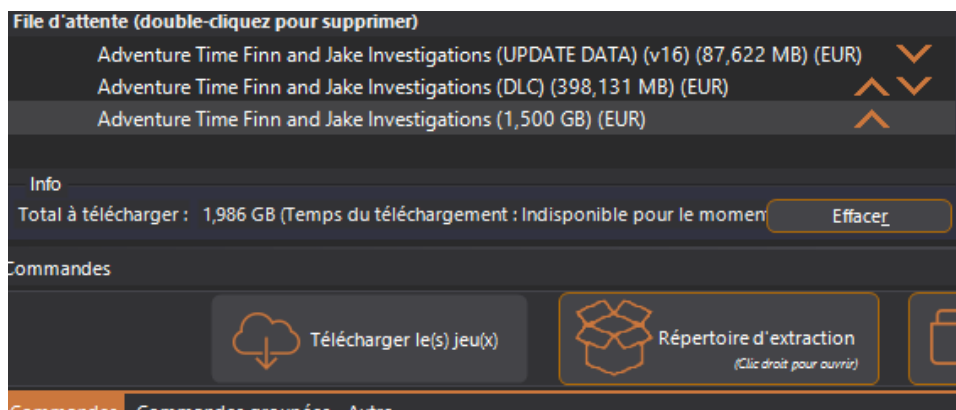 File d'attente (double-cliquez pour supprimer)
Adventure Time Finn and Jake Investigations (UPDATE DATA) (v16) (87,622 MB) (EUR)
Adventure Time Finn and Jake Investigations (DLC) (398,131 MB) (EUR)
Adventure Time Finn and Jake Investigations (1,500 GB) (EUR)
Info
Total à télécharger : 1,986 GB (Temps du téléchargement : Indisponible pour le momen
Effacer
Commandes
Télécharger le(s) jeu(x)
Répertoire d'extraction
(Clic droit pour ouvrir)
Commandes Commandes groupées Autre